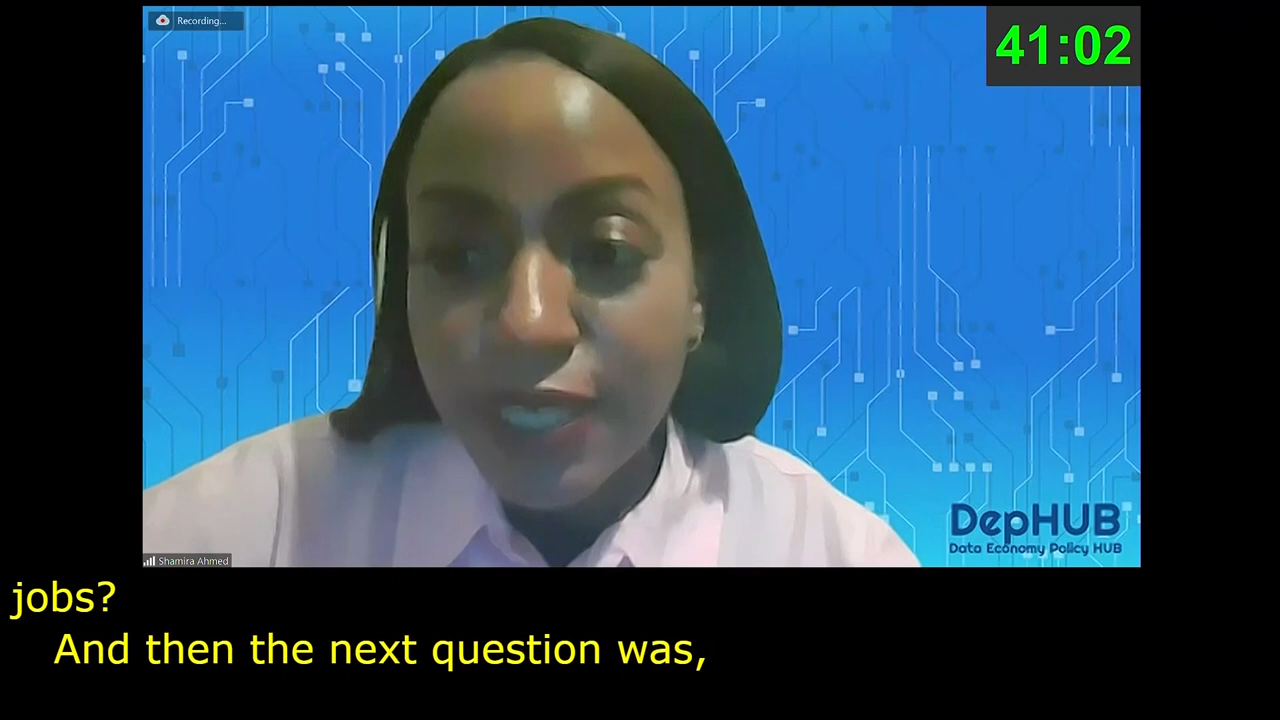 Recording...
41:02
DepHUB
Data Economy Policy HUB
Shamira Ahmed
jobs?
And then the next question was,